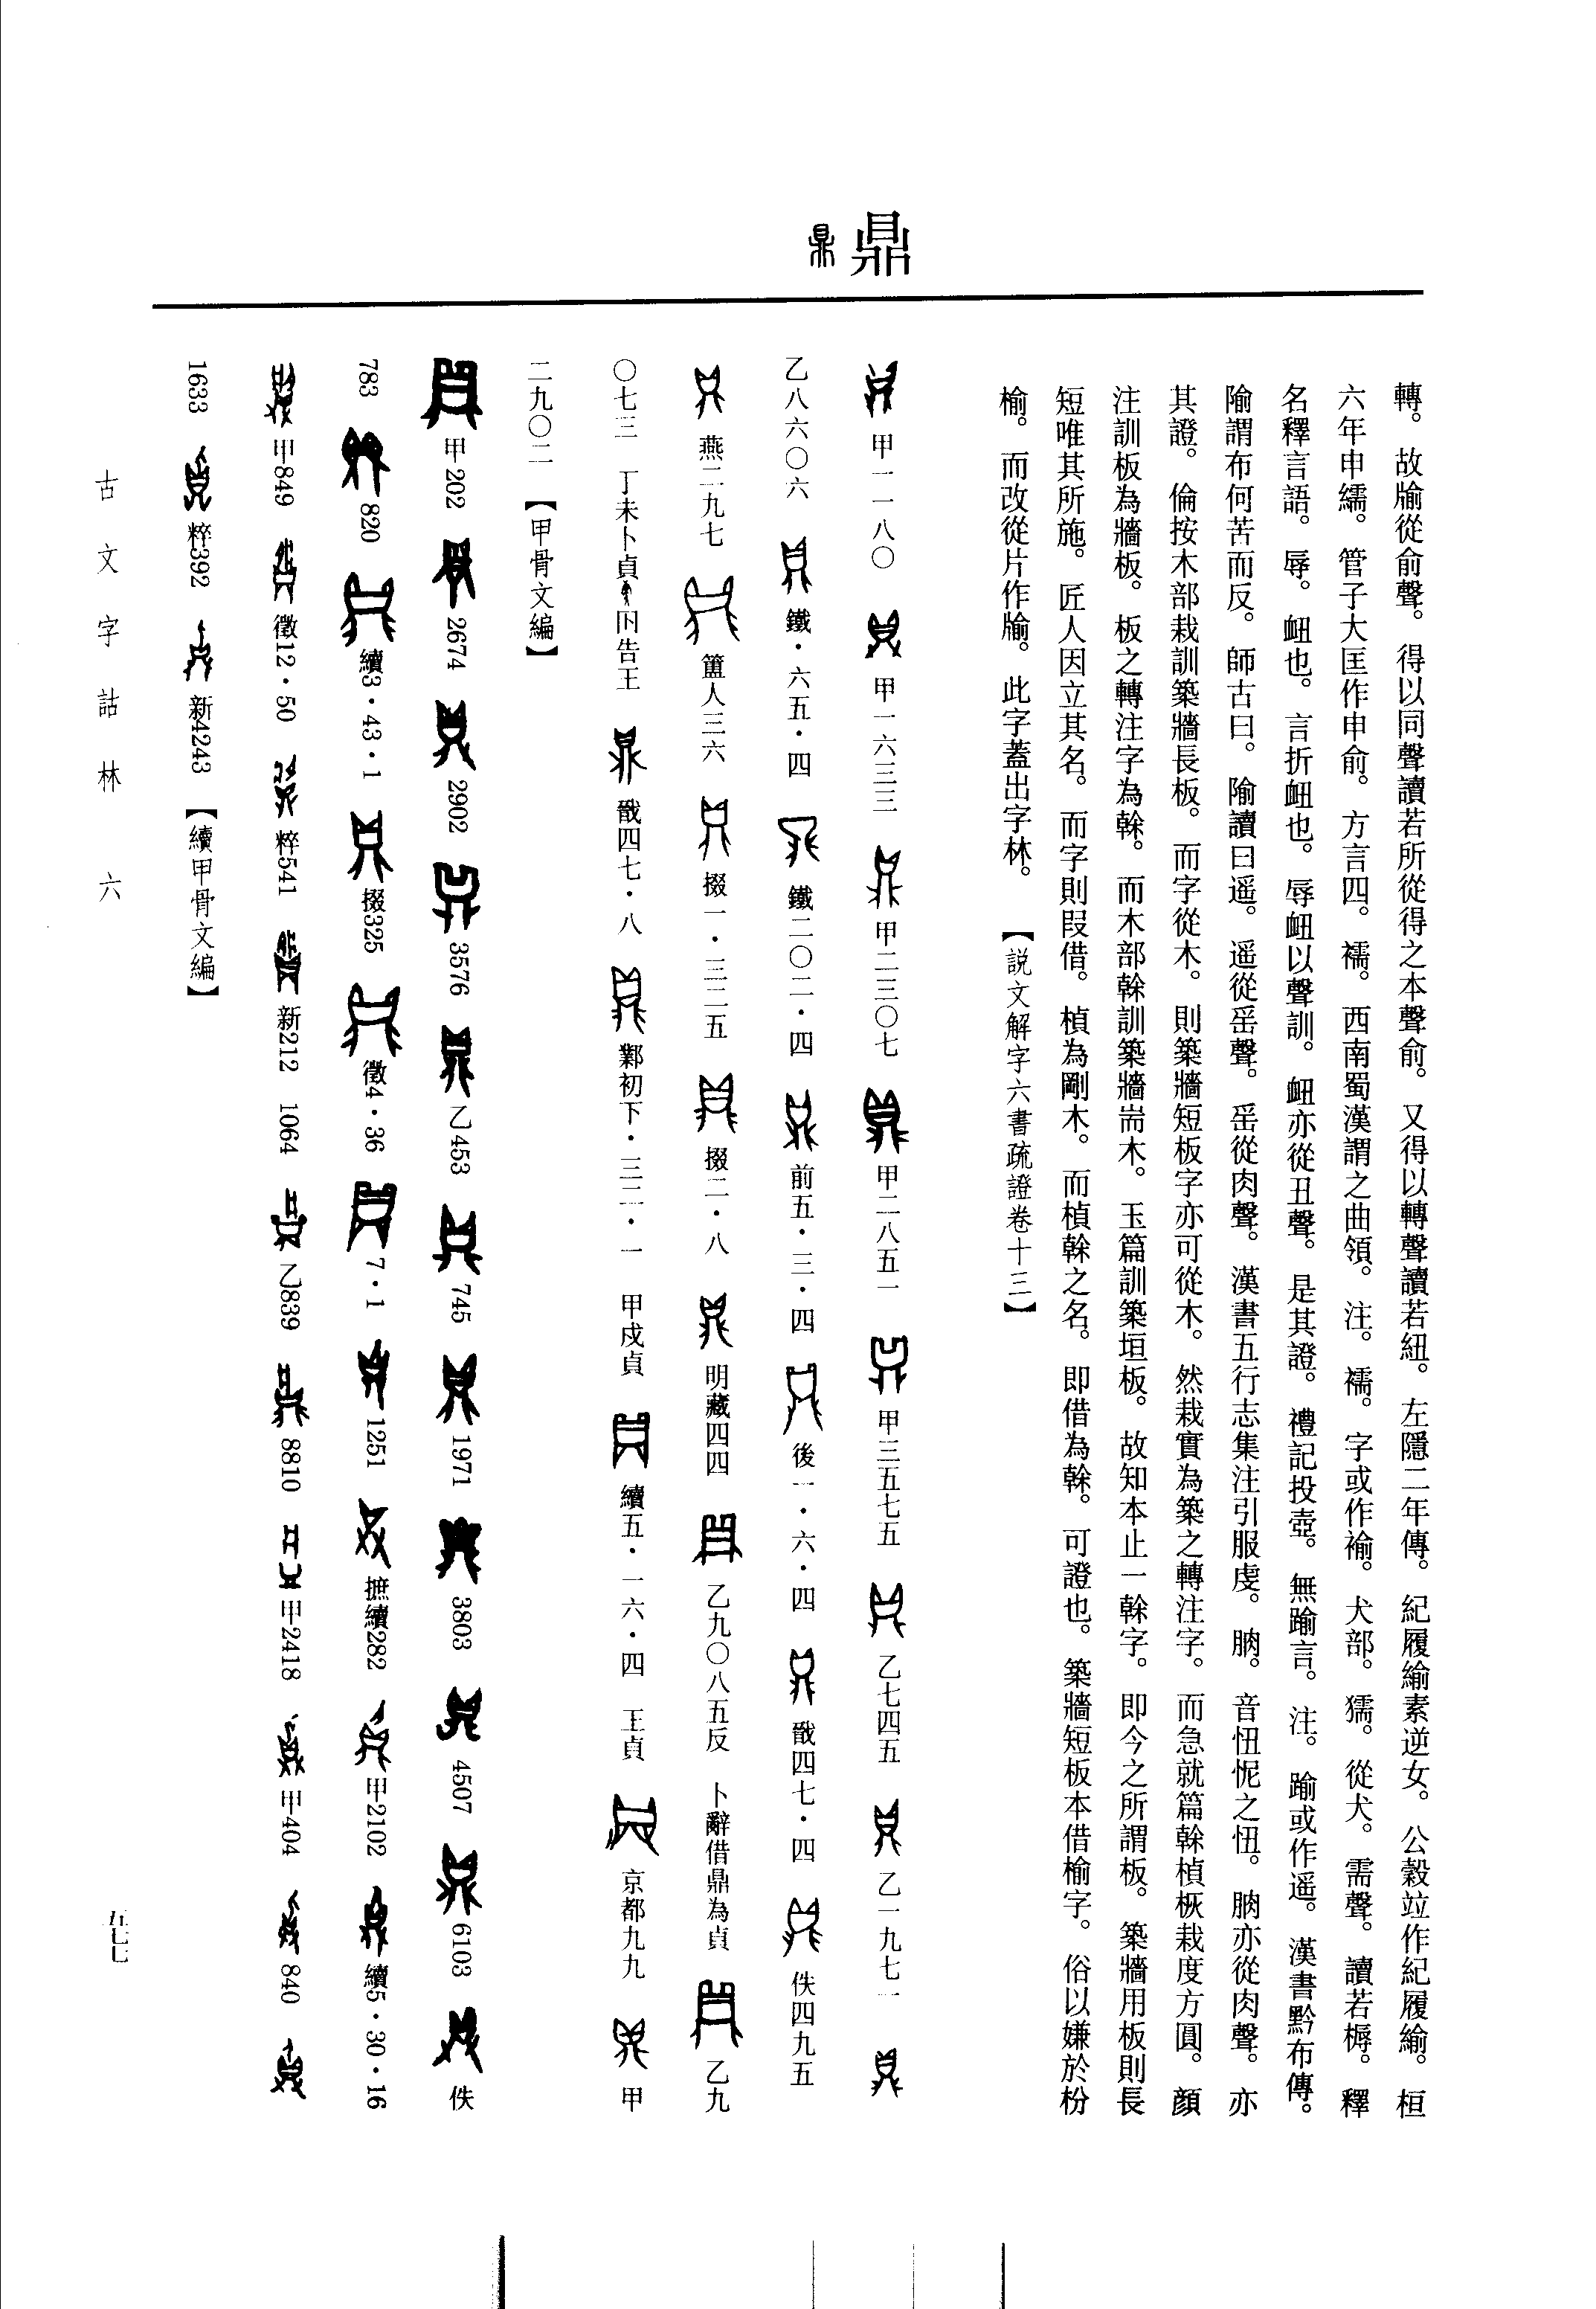 鼎
轉。故牏從俞聲。得以同聲讀若所從得之本聲俞。又得以轉聲讀若紐。左隱二年傳。紀履緰素逆女。公穀竝作紀履緰。桓
六年申繻。管子大匡作申俞。方言四。襦。西南蜀漢謂之曲領。注。襦。字或作褕。犬部。獳。從犬。需聲。讀若槈。釋
名釋言語。辱。衄也。言折衄也。辱衄以聲訓。衄亦從丑聲。是其證。禮記投壺。無踰言。注。踰或作遥。漢書黔布傳。
隃謂布何苦而反。師古曰。隃讀曰遥。遥從䍃聲。䍃從肉聲。漢書五行志集注引服虔。朒。音忸怩之忸。朒亦從肉聲。亦
其證。倫按木部栽訓築牆長板。而字從木。則築牆短板字亦可從木。然栽實為築之轉注字。而急就篇榦楨栽度方圓。顏
注訓板為牆板。板之轉注字為榦。而木部榦訓築牆耑木。玉篇訓築垣板。故知本止一榦字。即今之所謂板。築牆用板則長
短唯其所施。匠人因立其名。而字則叚借。楨為剛木。而楨榦之名。即借為榦。可證也。築牆短板本借榆字。俗以嫌於枌
榆。而改從片作牏。此字蓋出字林。【説文解字六書疏證卷十三】
甲一一八〇 甲一六三三 甲二三〇七 甲二八五一 甲三五七五 乙七四五 乙一九七一
乙八六〇六 鐵·六五·四 鐵二〇二·四 前五·三·四 後一·六·四 戩四七·四 佚四九五
燕二九七 簠人三六 掇一·三二五 掇二·八 明藏四四 乙九〇八五反 卜辭借鼎為貞 乙九
〇七三 丁未卜貞 告王 戩四七·八 鄴初下·三二·一 甲戍貞 續五·一六·四 王貞 京都九九 甲
二九〇二【甲骨文編】
甲202 2674 2902 3576 乙453 745 1971 3803 4507 6103 佚
783 820 續3·43·1 掇325 徵4·36 7·1 1251 摭續282 甲2102 續5·30·16
甲849 徵12·50 粹541 新212 1064 乙839 8810 甲2418 甲404 840
1633 粹392 新4243【續甲骨文編】
古文字詁林 六
五七七